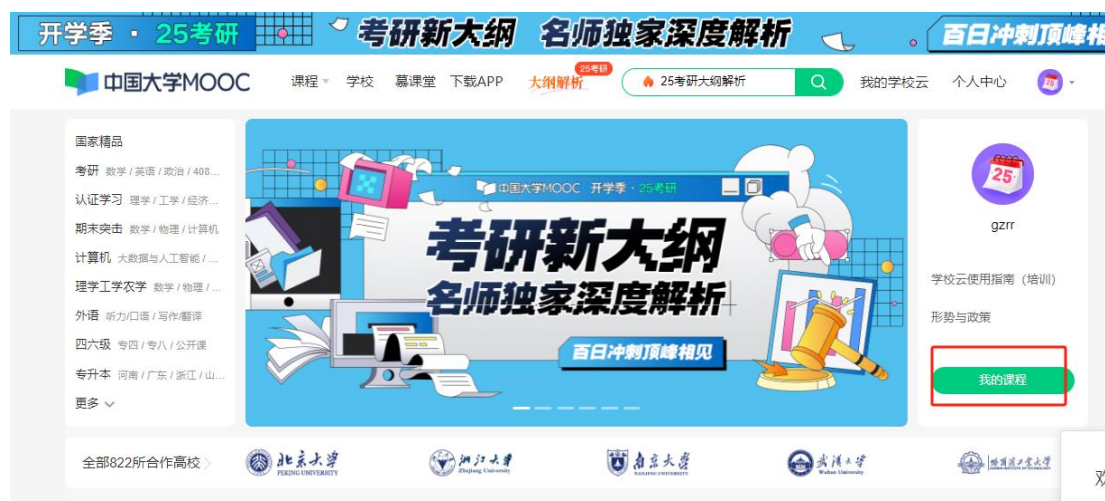 开学季 · 25考研 考研新大纲 名师独家深度解析 百日冲刺顶峰相
25考研
中国大学MOOC 课程 学校 慕课堂 下载APP 大纲解析 25考研大纲解析 我的学校云 个人中心
国家精品
考研 数学 / 英语 / 政治 / 408...
认证学习 理学 / 工学 / 经济...
期末突击 数学 / 物理 / 计算机
计算机 大数据与人工智能 / ...
理学工学农学 数学 / 物理 / ...
外语 听力/口语 / 写作/翻译
四六级 专四 / 专八 / 公开课
专升本 河南 / 广东 / 浙江 / 山...
更多
中国大学MOOC 开学季 · 25考研
考研新大纲
名师独家深度解析
百日冲刺顶峰相见
25
gzrr
学校云使用指南（培训）
形势与政策
我的课程
全部822所合作高校
北京大学
PEKING UNIVERSITY
浙江大学
Zhejiang University
南京大学
NANJING UNIVERSITY
武汉大学
Wuhan University
哈尔滨工业大学
欢